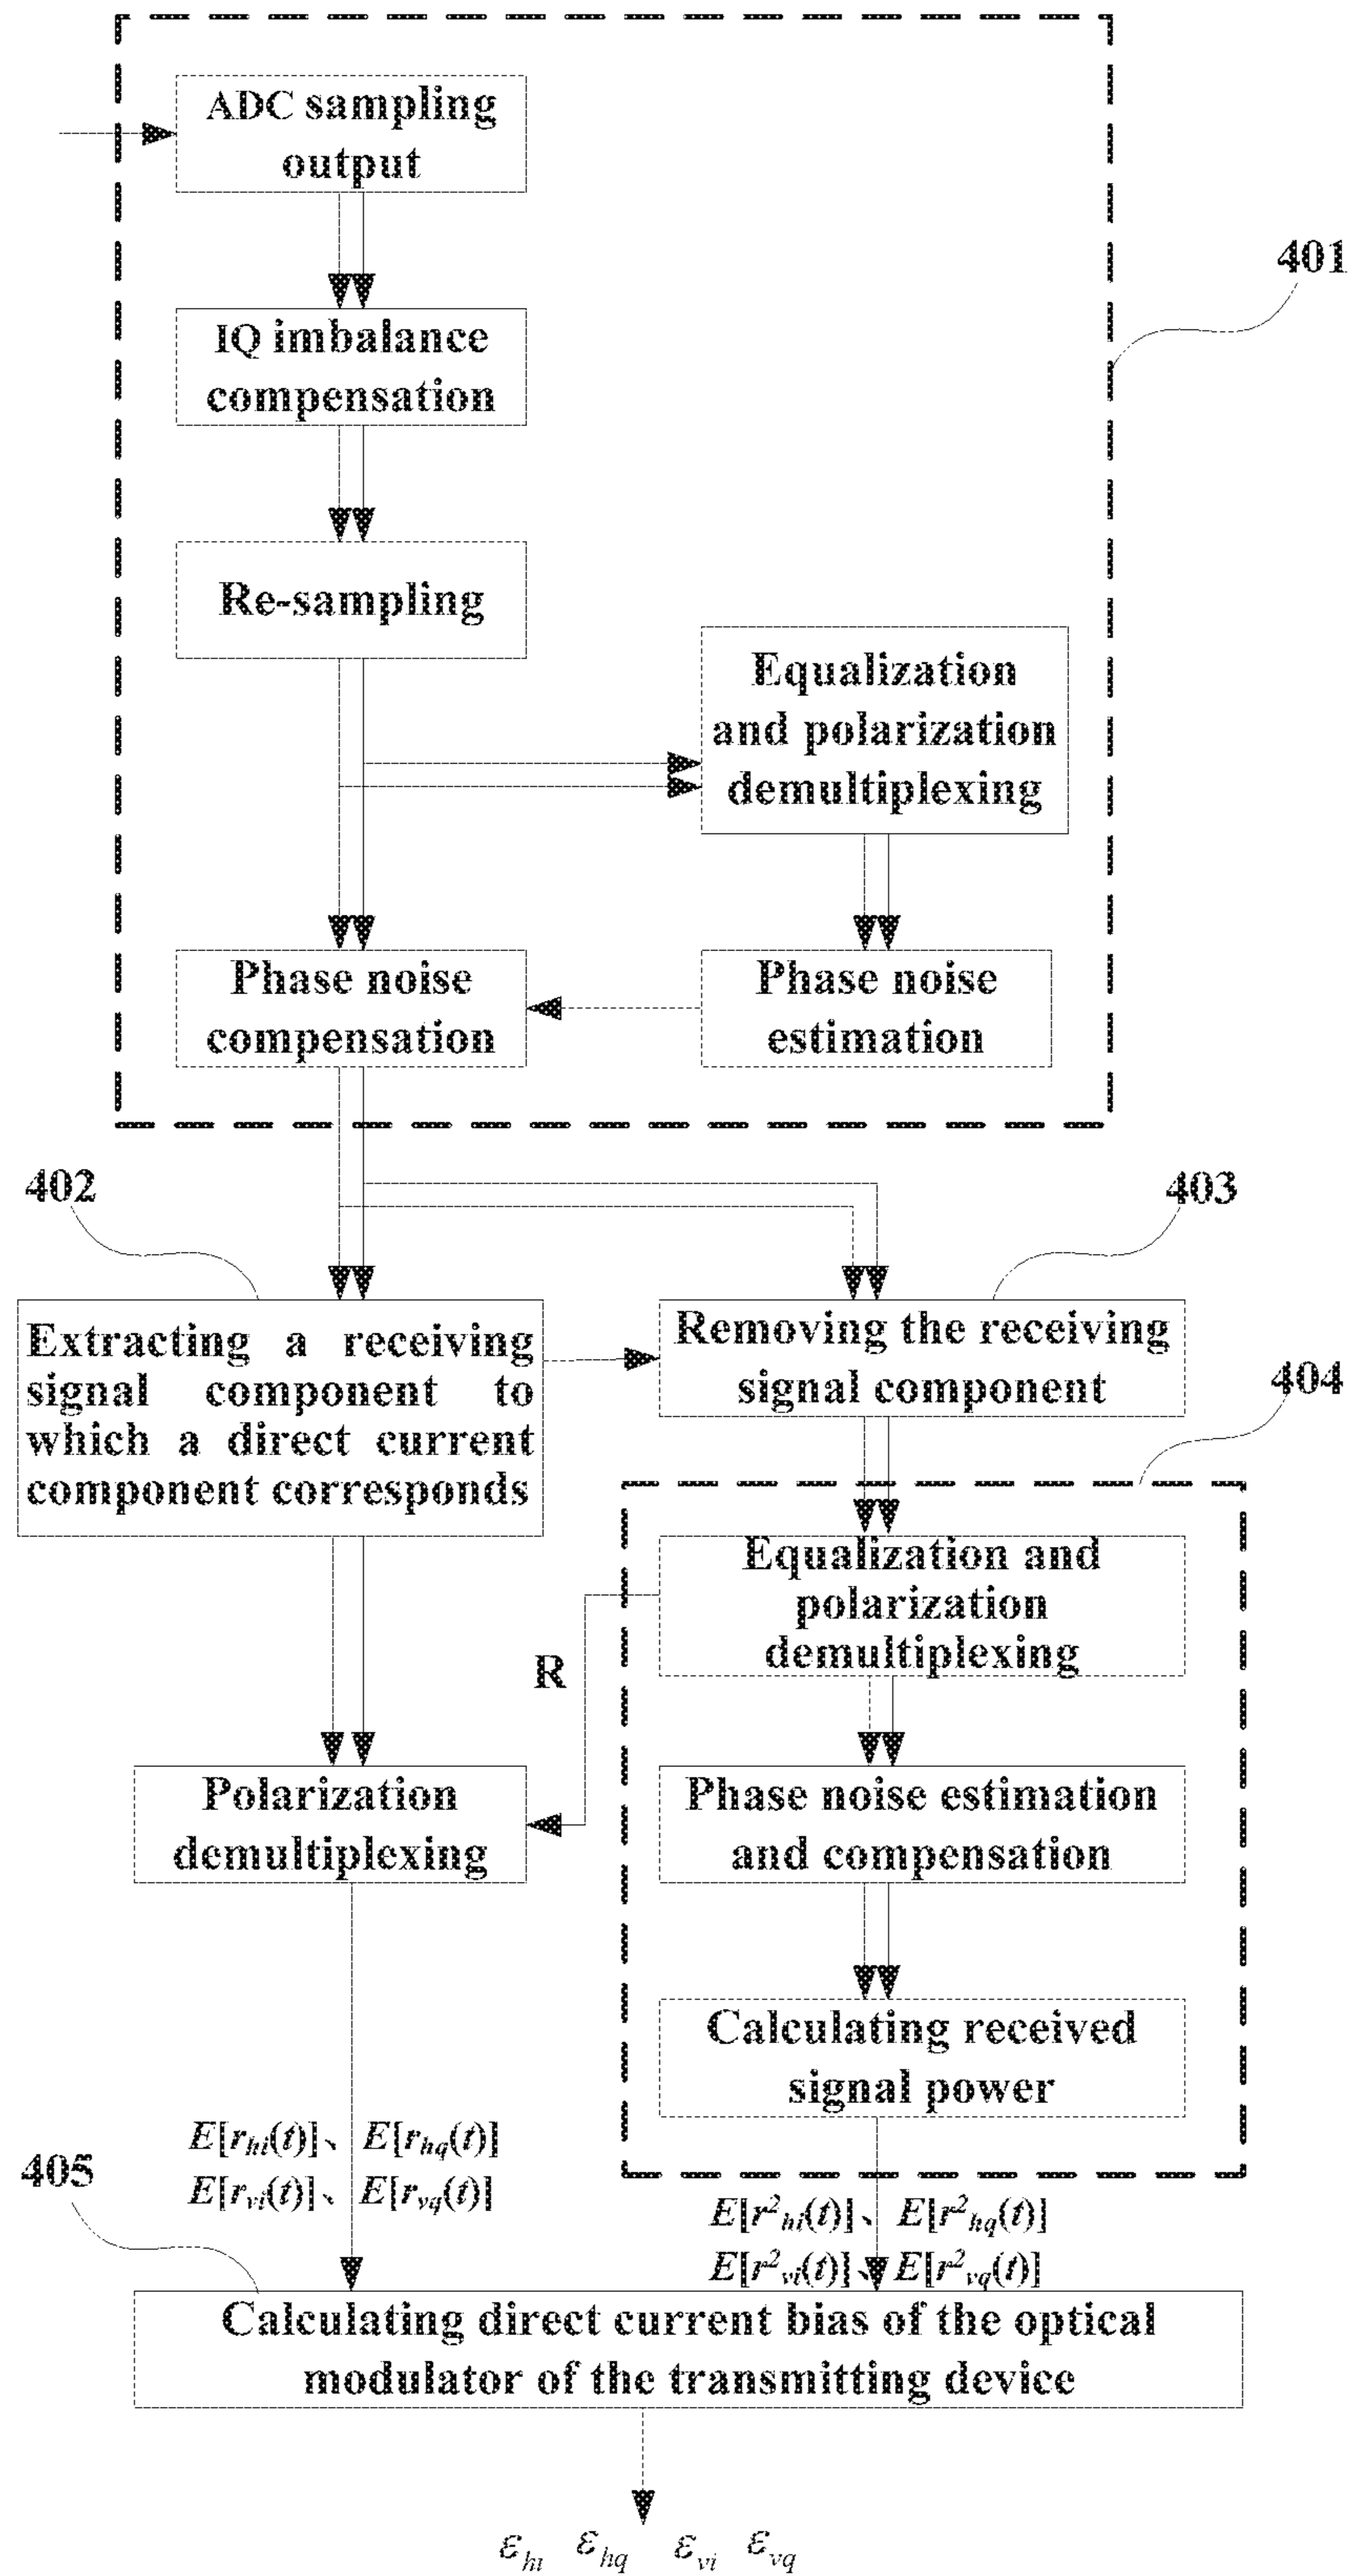 ADC sampling
output
401
IQ imbalance
compensation
Re-sampling
Equalization
and polarization
demultiplexing
Phase noise
compensation
Phase noise
estimation
402
403
Extracting a receiving
signal component to
which a direct current
component corresponds
Removing the receiving
signal component
404
Equalization and
polarization
demultiplexing
R
Polarization
demultiplexing
Phase noise estimation
and compensation
Calculating received
signal power
E[r_hi(t)]、 E[r_hq(t)]
E[r_vi(t)]、 E[r_vq(t)]
405
E[r²_hi(t)]、 E[r²_hq(t)]
E[r²_vi(t)]、 E[r²_vq(t)]
Calculating direct current bias of the optical
modulator of the transmitting device
ε_hi ε_hq ε_vi ε_vq